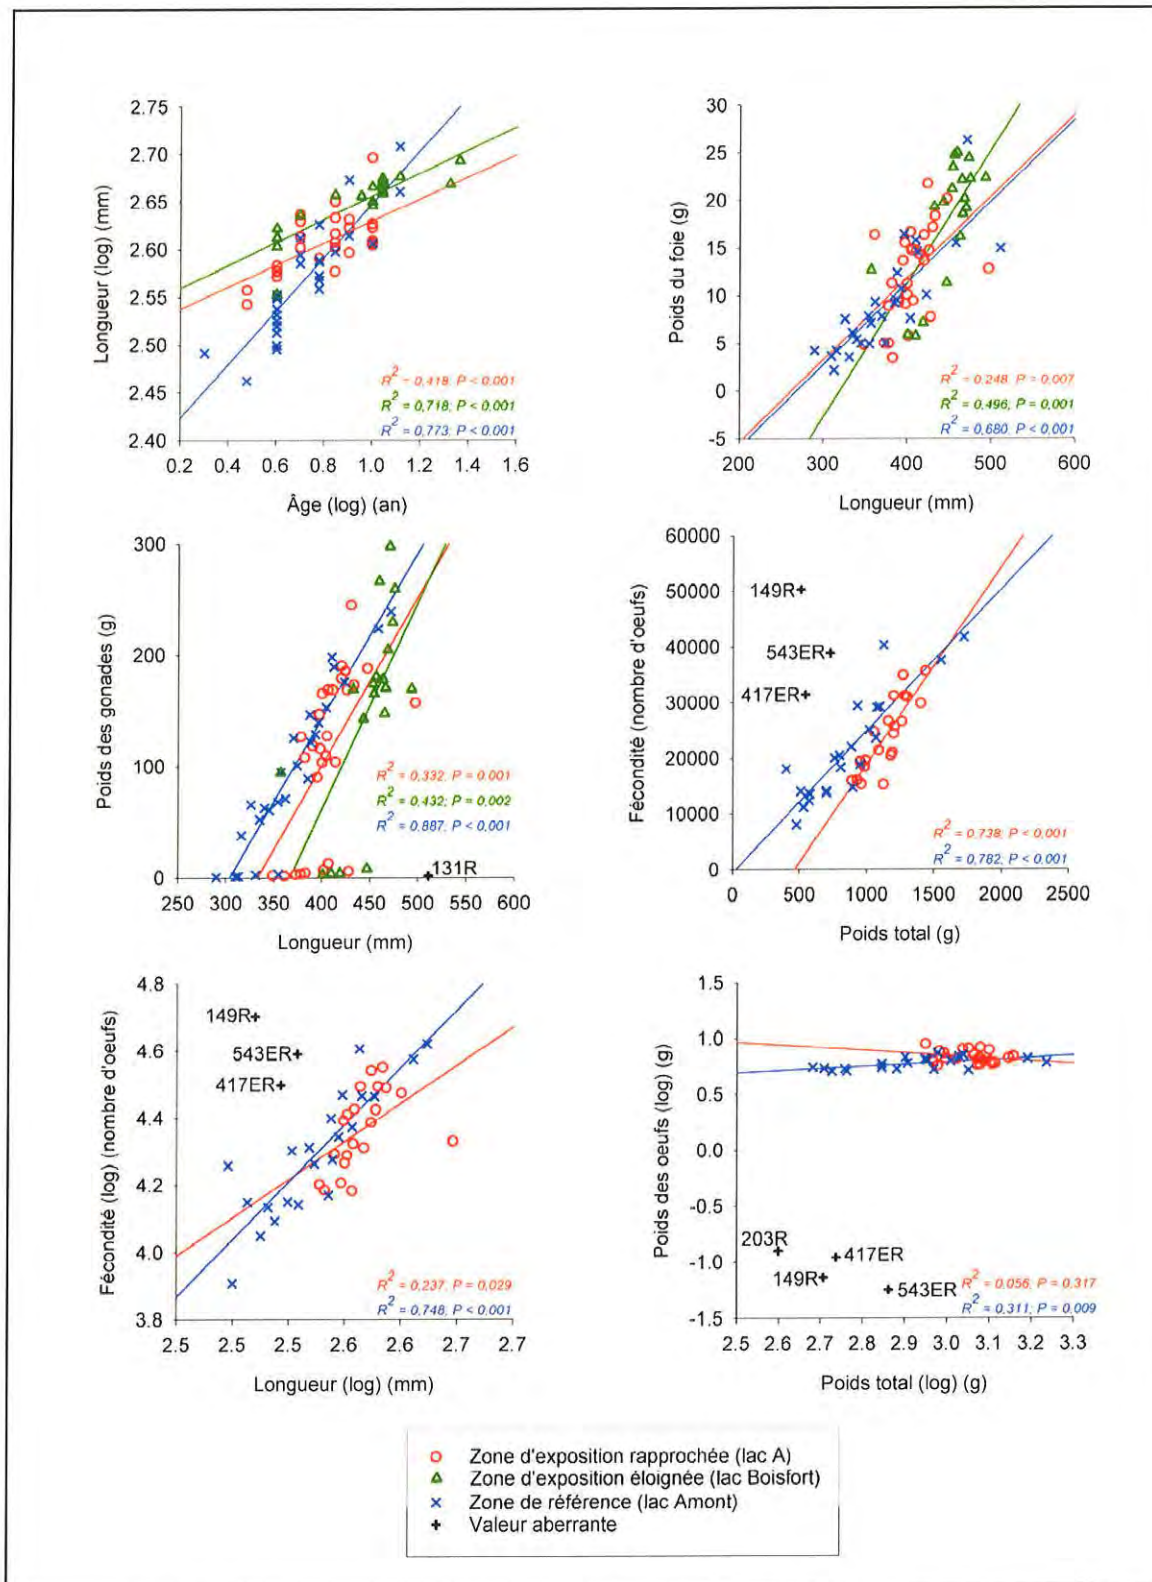 2.75
2.70
2.65
2.60
2.55
2.50
2.45
2.40
Longueur (log) (mm)
R² = 0,418; P < 0.001
R² = 0,718; P < 0.001
R² = 0,773; P < 0.001
0.2 0.4 0.6 0.8 1.0 1.2 1.4 1.6
Âge (log) (an)
30
25
20
15
10
5
0
-5
Poids du foie (g)
R² = 0,248; P = 0,007
R² = 0,496; P = 0,001
R² = 0,680; P < 0,001
200 300 400 500 600
Longueur (mm)
300
200
100
0
Poids des gonades (g)
R² = 0,332; P = 0,001
R² = 0,432; P = 0,002
R² = 0,887; P < 0,001
131R
250 300 350 400 450 500 550 600
Longueur (mm)
60000
50000
40000
30000
20000
10000
0
Fécondité (nombre d'oeufs)
149R
543ER
417ER
R² = 0,738; P < 0,001
R² = 0,782; P < 0,001
0 500 1000 1500 2000 2500
Poids total (g)
4.8
4.6
4.4
4.2
4.0
3.8
Fécondité (log) (nombre d'oeufs)
149R
543ER
417ER
R² = 0,237; P = 0,029
R² = 0,748; P < 0,001
2.5 2.5 2.6 2.6 2.6 2.7 2.7
Longueur (log) (mm)
1.5
1.0
0.5
0.0
-0.5
-1.0
-1.5
Poids des oeufs (log) (g)
203R
417ER
149R
543ER
R² = 0,056; P = 0,317
R² = 0,311; P = 0,009
2.5 2.6 2.7 2.8 2.9 3.0 3.1 3.2 3.3
Poids total (log) (g)
Zone d'exposition rapprochée (lac A)
Zone d'exposition éloignée (lac Boisfort)
Zone de référence (lac Amont)
Valeur aberrante